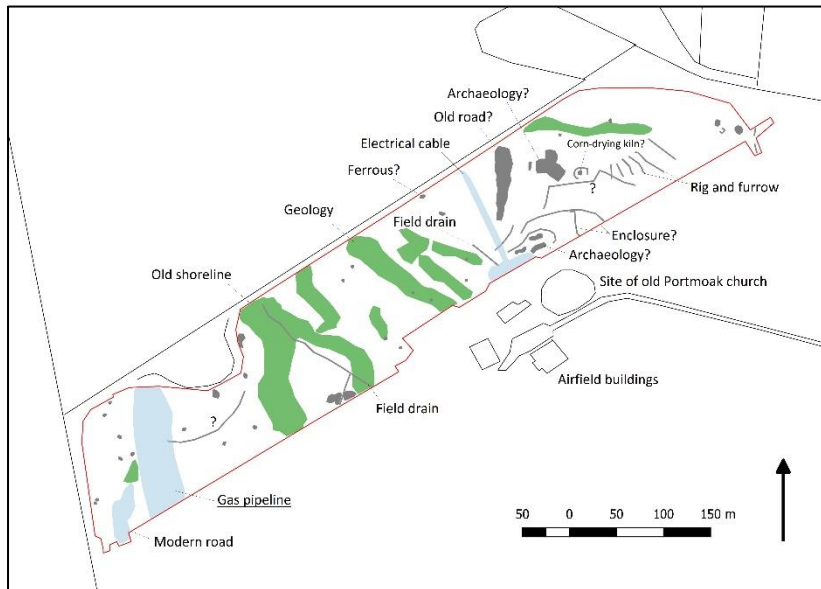 Archaeology?
Old road?
Corn-drying kiln?
Electrical cable
Ferrous?
?
Rig and furrow
Geology
Field drain
Enclosure?
Archaeology?
Old shoreline
Site of old Portmoak church
Airfield buildings
Field drain
?
Gas pipeline
50 0 50 100 150 m
Modern road